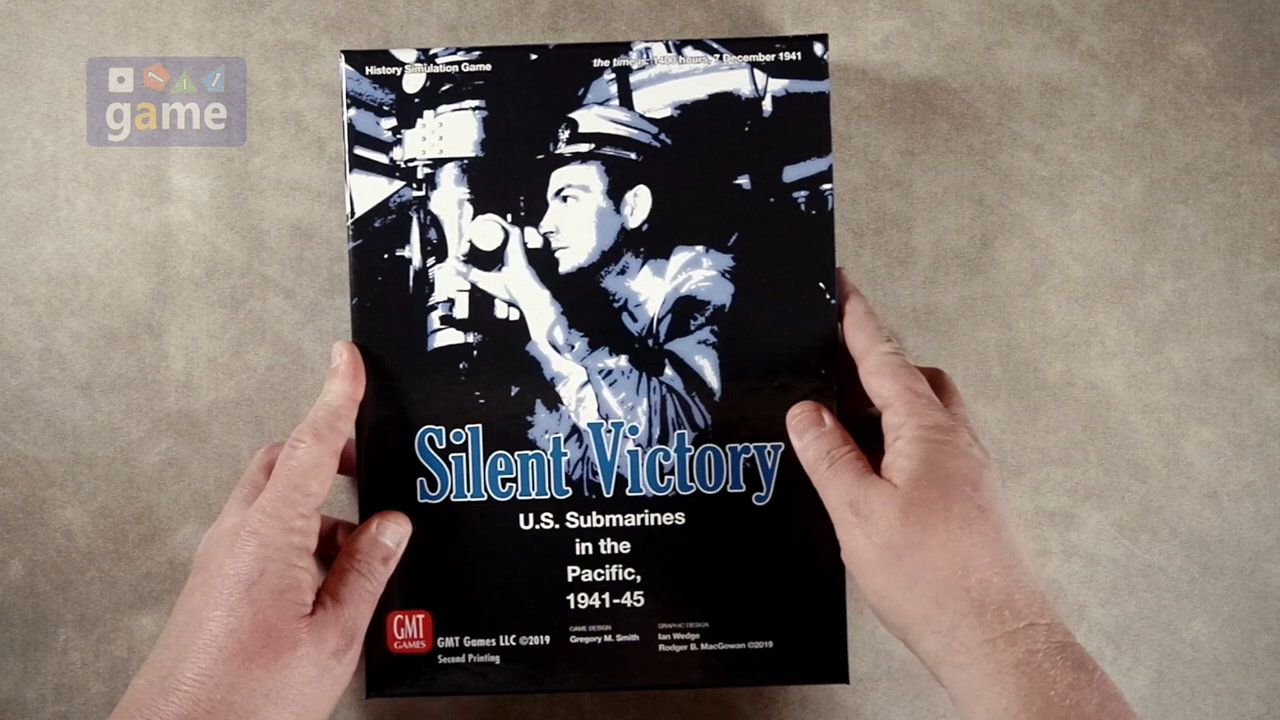 game
History Simulation Game
the time is: 1400 hours, 7 December 1941
Silent Victory
U.S. Submarines
in the
Pacific,
1941-45
GMT
GAMES
GMT Games LLC ©2019
Second Printing
GAME DESIGN
Gregory M. Smith
GRAPHIC DESIGN
Ian Wedge
Rodger B. MacGowan ©2019